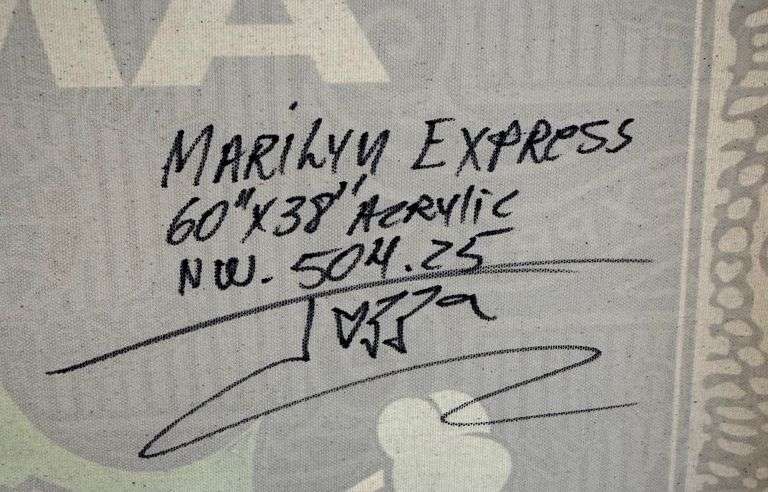 MARiLyn EXPRESS
60"X38" ACRYLIC
NW. 504.25